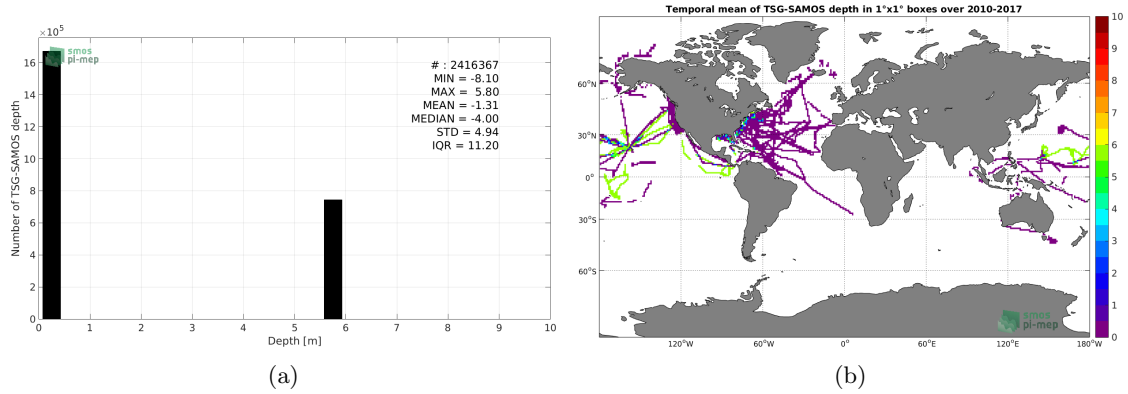 ×10⁵
16
14
12
10
8
6
4
2
0
Number of TSG-SAMOS depth
smos
pi-mep
# : 2416367
MIN = -8.10
MAX = 5.80
MEAN = -1.31
MEDIAN = -4.00
STD = 4.94
IQR = 11.20
0 1 2 3 4 5 6 7 8 9 10
Depth [m]
(a)
Temporal mean of TSG-SAMOS depth in 1°x1° boxes over 2010-2017
60°N
30°N
0°
30°S
60°S
120°W 60°W 0° 60°E 120°W 180°W
smos
pi-mep
10
9
8
7
6
5
4
3
2
1
0
(b)